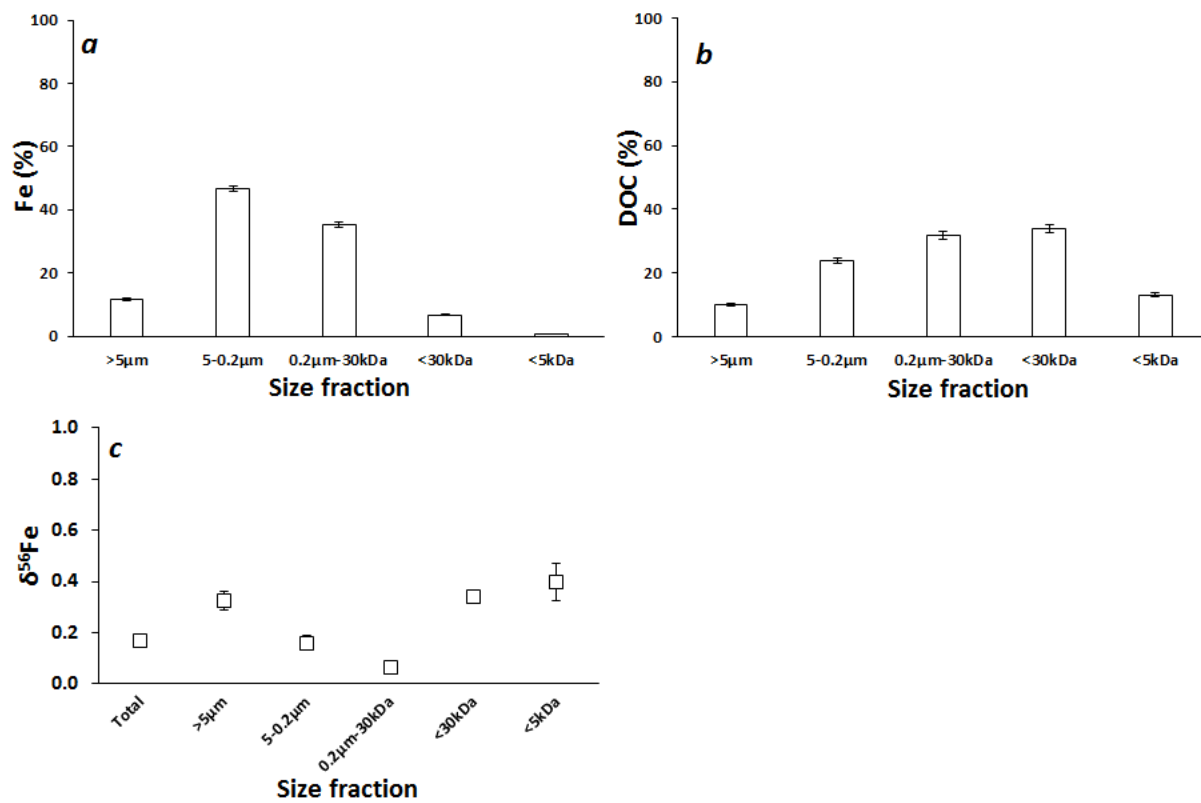 a
100
80
60
40
20
0
Fe (%)
>5µm 5-0.2µm 0.2µm-30kDa <30kDa <5kDa
Size fraction
b
100
80
60
40
20
0
DOC (%)
>5µm 5-0.2µm 0.2µm-30kDa <30kDa <5kDa
Size fraction
c
1.0
0.8
0.6
0.4
0.2
0.0
δ⁵⁶Fe
Total >5µm 5-0.2µm 0.2µm-30kDa <30kDa <5kDa
Size fraction